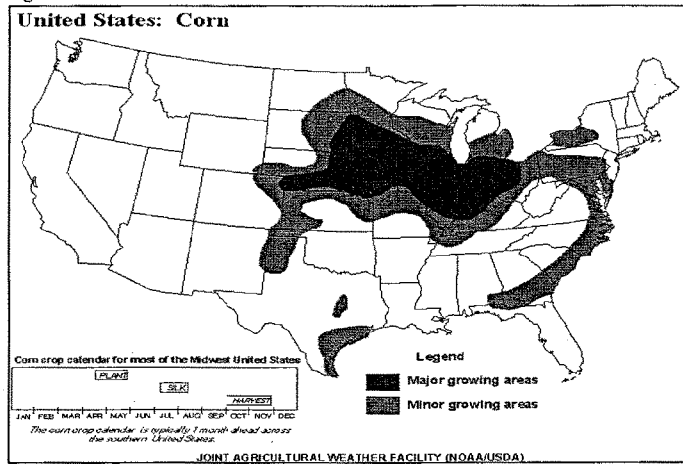 United States: Corn
Corn crop calendar for most of the Midwest United States
PLANT
SILK
HARVEST
JAN FEB MAR APR MAY JUN JUL AUG SEP OCT NOV DEC
The corn crop calendar is typically 1 month ahead across
the southern United States.
Legend
Major growing areas
Minor growing areas
JOINT AGRICULTURAL WEATHER FACILITY (NOAA/USDA)